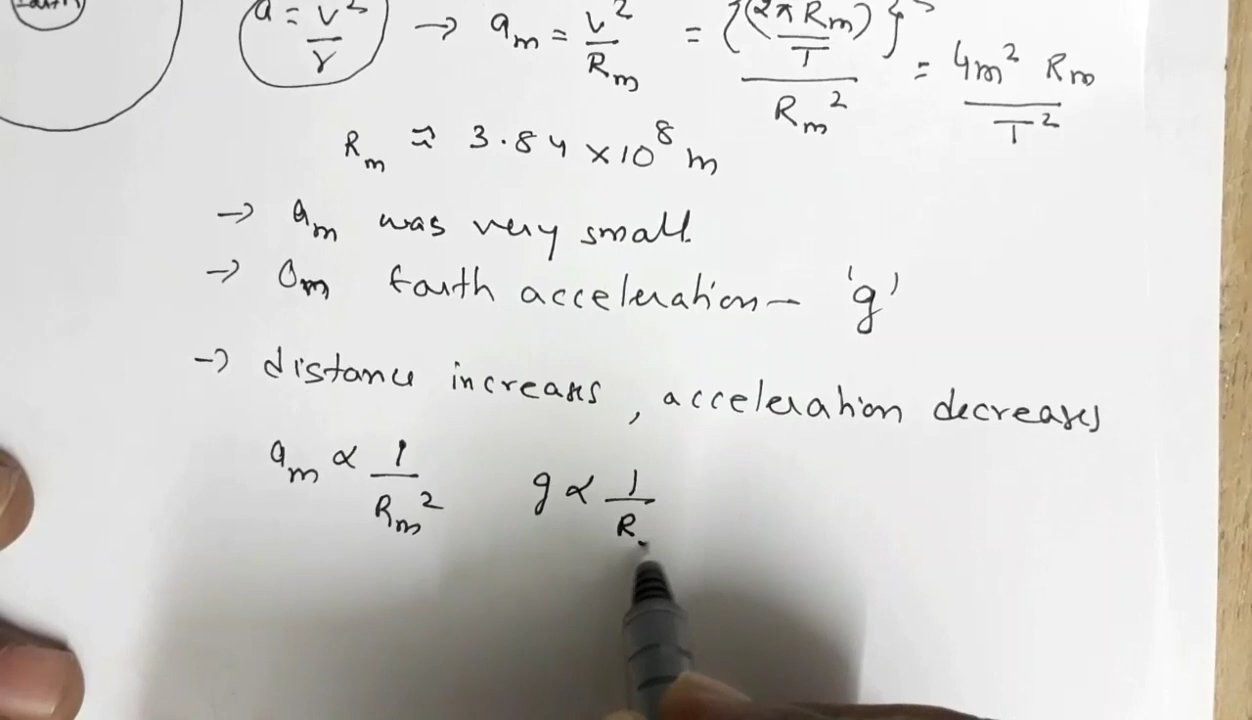 a = v²/r → a_m = v²/R_m = {(2πR_m)/T}²/R_m² = 4m² R_m/T²
R_m ≈ 3.84 ×10⁸ m
→ a_m was very small.
→ a_m Earth acceleration – 'g'
→ distance increases, acceleration decreases
a_m ∝ 1/R_m² g ∝ 1/R